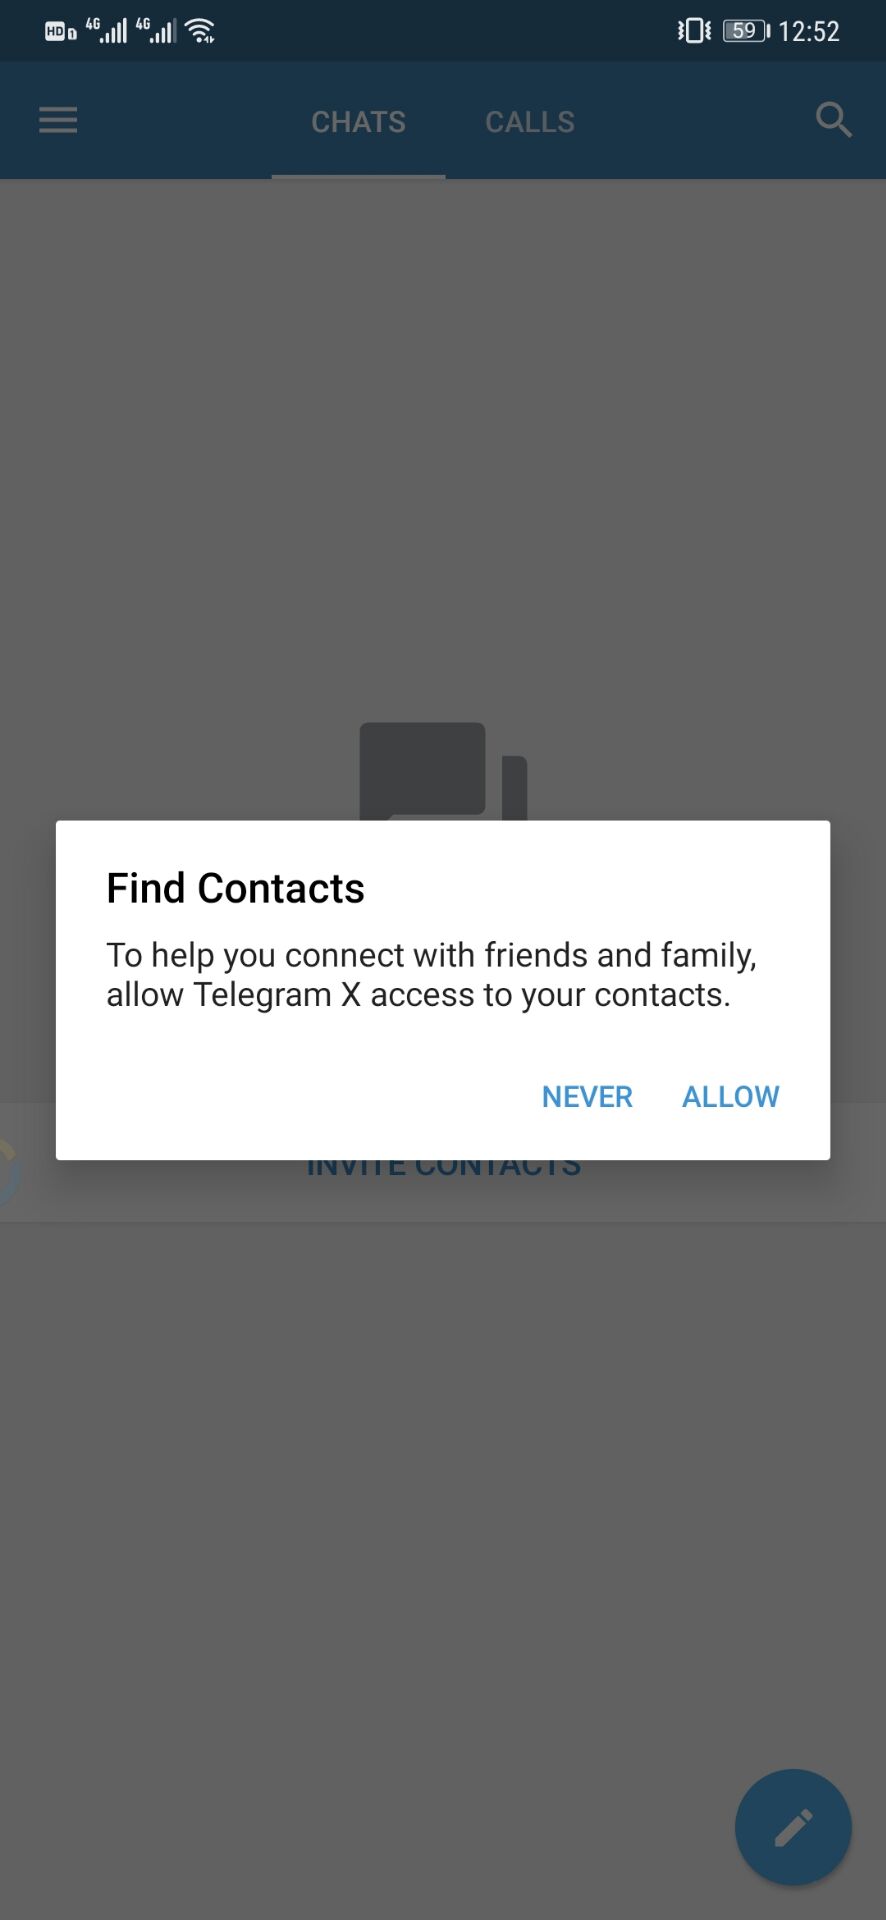 HD 1 4G 4G 59 12:52
CHATS CALLS
Find Contacts
To help you connect with friends and family,
allow Telegram X access to your contacts.
NEVER ALLOW
INVITE CONTACTS